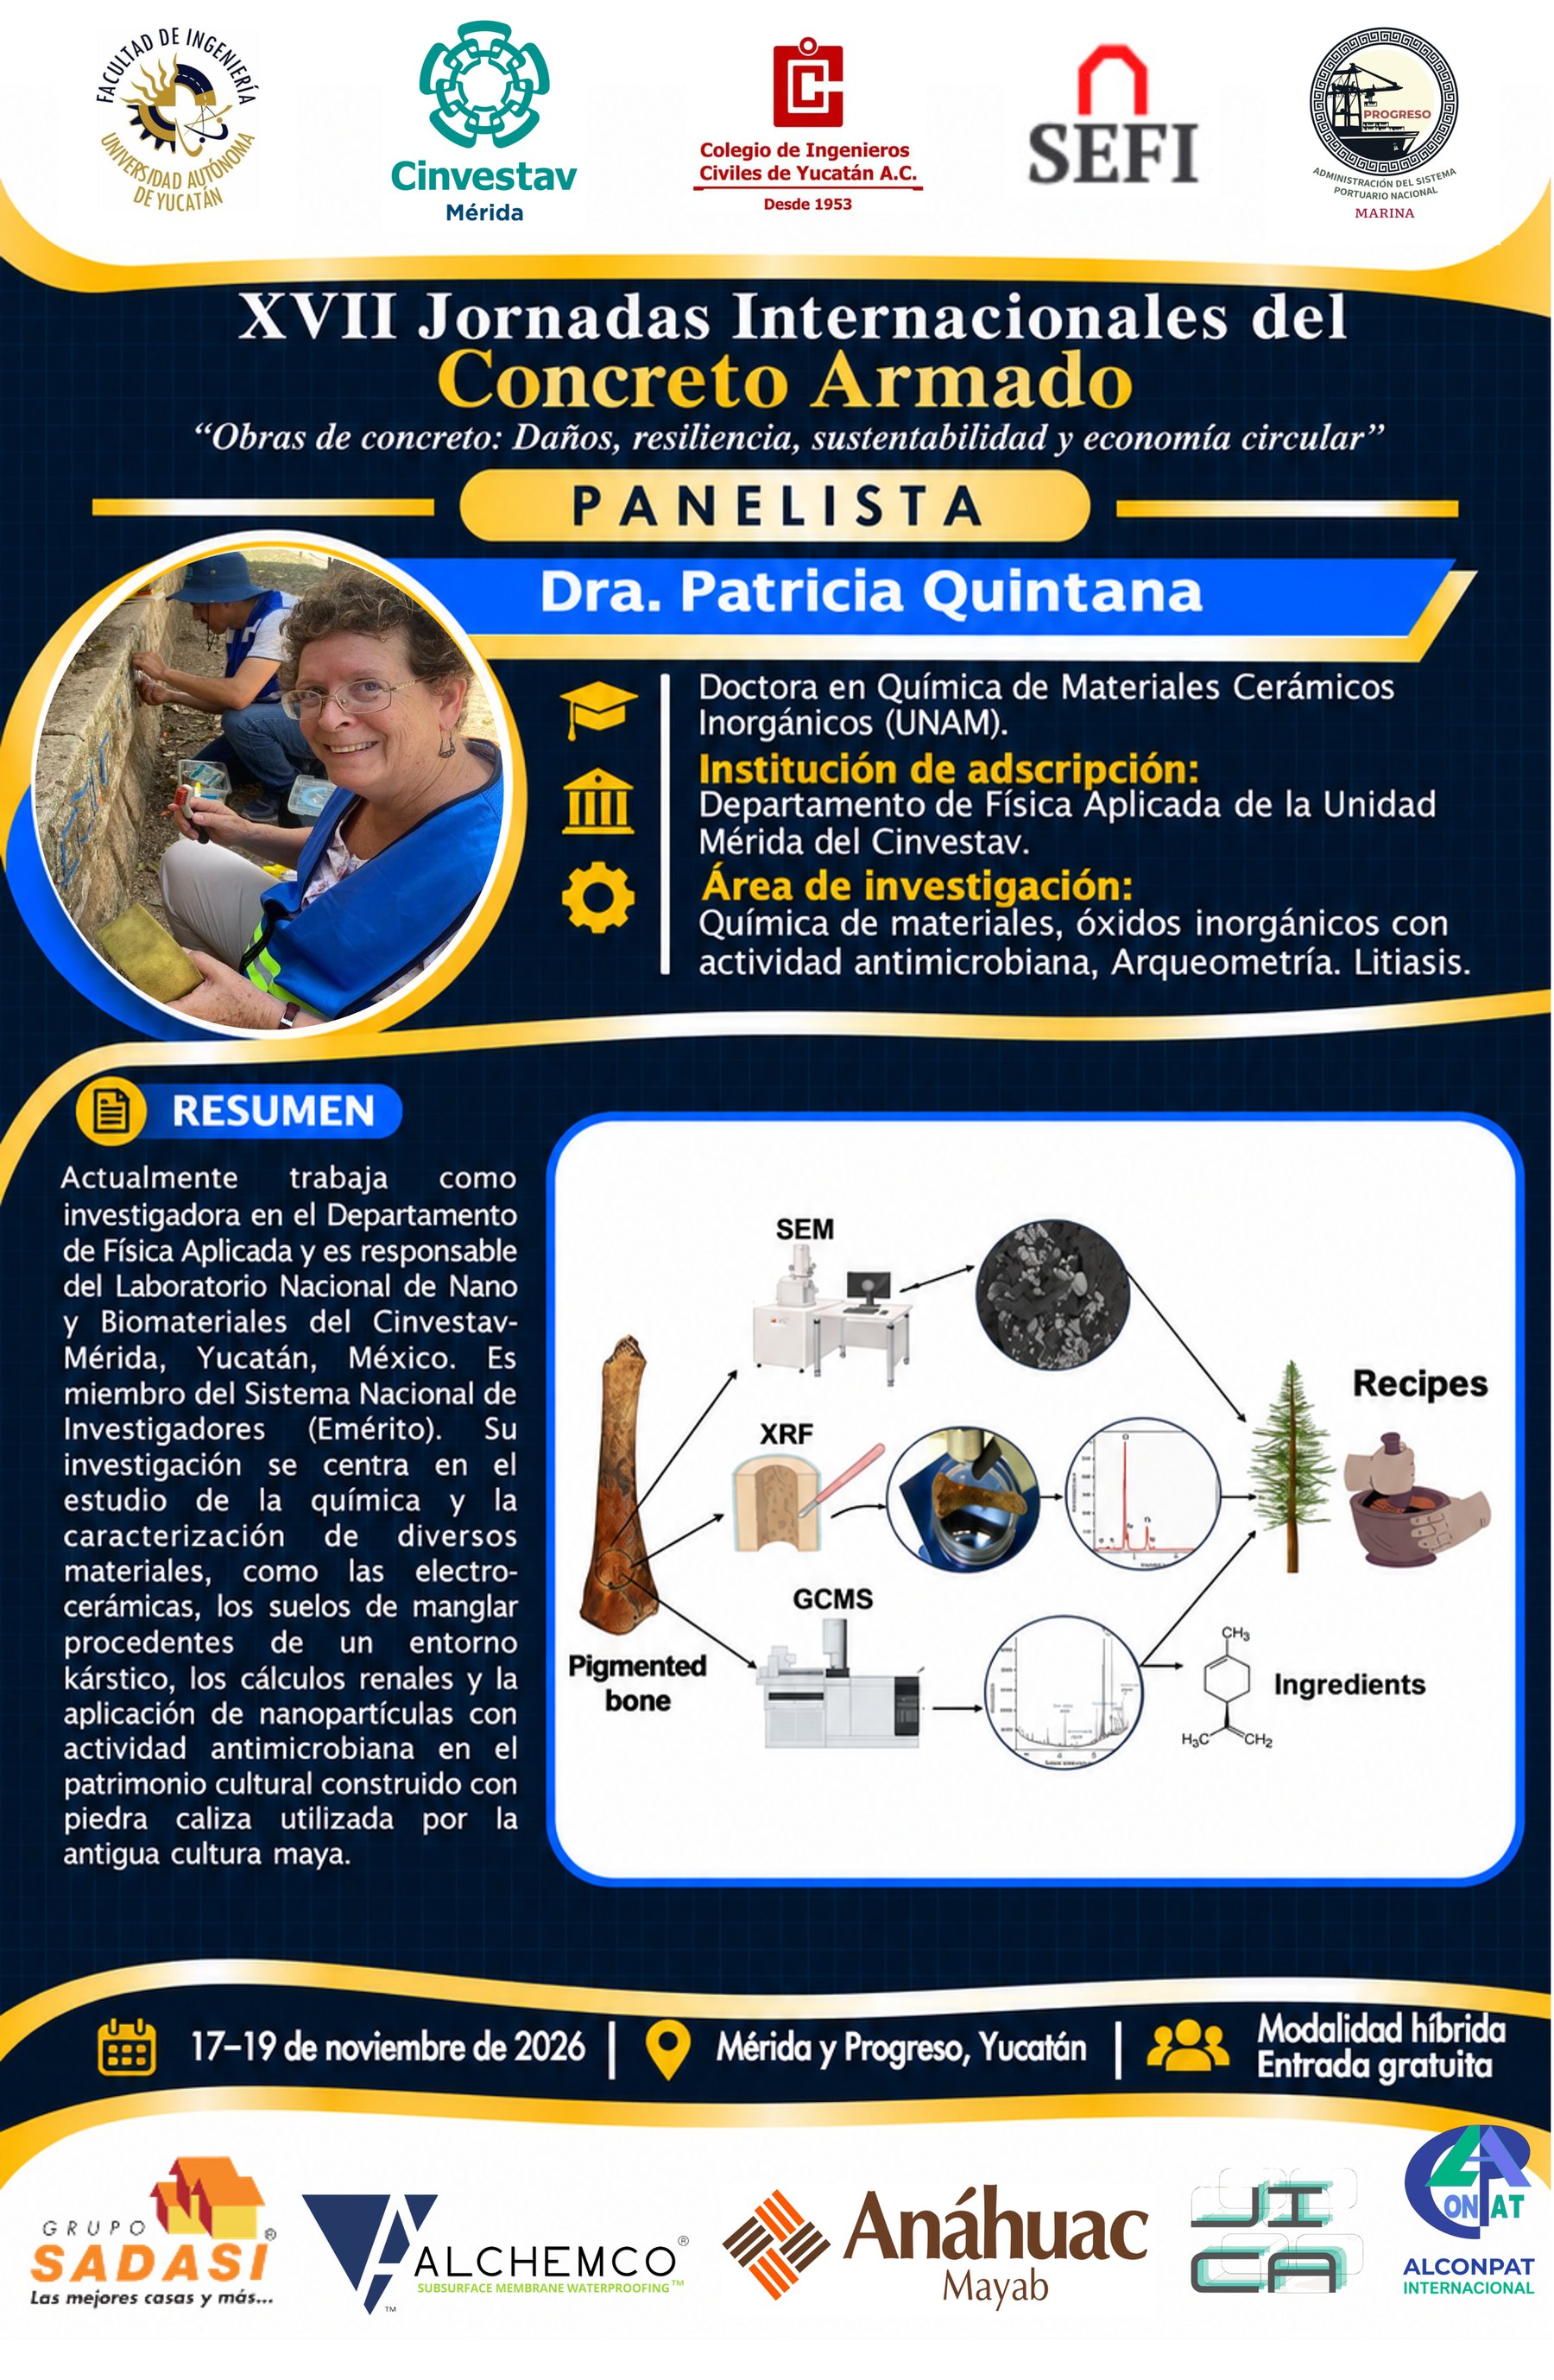 FACULTAD DE INGENIERÍA
UNIVERSIDAD AUTÓNOMA
DE YUCATÁN
Cinvestav
Mérida
Colegio de Ingenieros
Civiles de Yucatán A.C.
Desde 1953
SEFI
PROGRESO
ADMINISTRACIÓN DEL SISTEMA
PORTUARIO NACIONAL
MARINA
XVII Jornadas Internacionales del
Concreto Armado
“Obras de concreto: Daños, resiliencia, sustentabilidad y economía circular”
PANELISTA
Dra. Patricia Quintana
Doctora en Química de Materiales Cerámicos
Inorgánicos (UNAM).
Institución de adscripción:
Departamento de Física Aplicada de la Unidad
Mérida del Cinvestav.
Área de investigación:
Química de materiales, óxidos inorgánicos con
actividad antimicrobiana, Arqueometría. Litiasis.
RESUMEN
Actualmente trabaja como
investigadora en el Departamento
de Física Aplicada y es responsable
del Laboratorio Nacional de Nano
y Biomateriales del Cinvestav-
Mérida, Yucatán, México. Es
miembro del Sistema Nacional de
Investigadores (Emérito). Su
investigación se centra en el
estudio de la química y la
caracterización de diversos
materiales, como las electro-
cerámicas, los suelos de manglar
procedentes de un entorno
kárstico, los cálculos renales y la
aplicación de nanopartículas con
actividad antimicrobiana en el
patrimonio cultural construido con
piedra caliza utilizada por la
antigua cultura maya.
SEM
XRF
GCMS
Pigmented
bone
Recipes
Ingredients
CH₃
H₃C
CH₂
17–19 de noviembre de 2026
Mérida y Progreso, Yucatán
Modalidad híbrida
Entrada gratuita
GRUPO
SADASI®
Las mejores casas y más...
ALCHEMCO®
SUBSURFACE MEMBRANE WATERPROOFING™
™
Anáhuac
Mayab
JI
CA
ALCONPAT
INTERNACIONAL